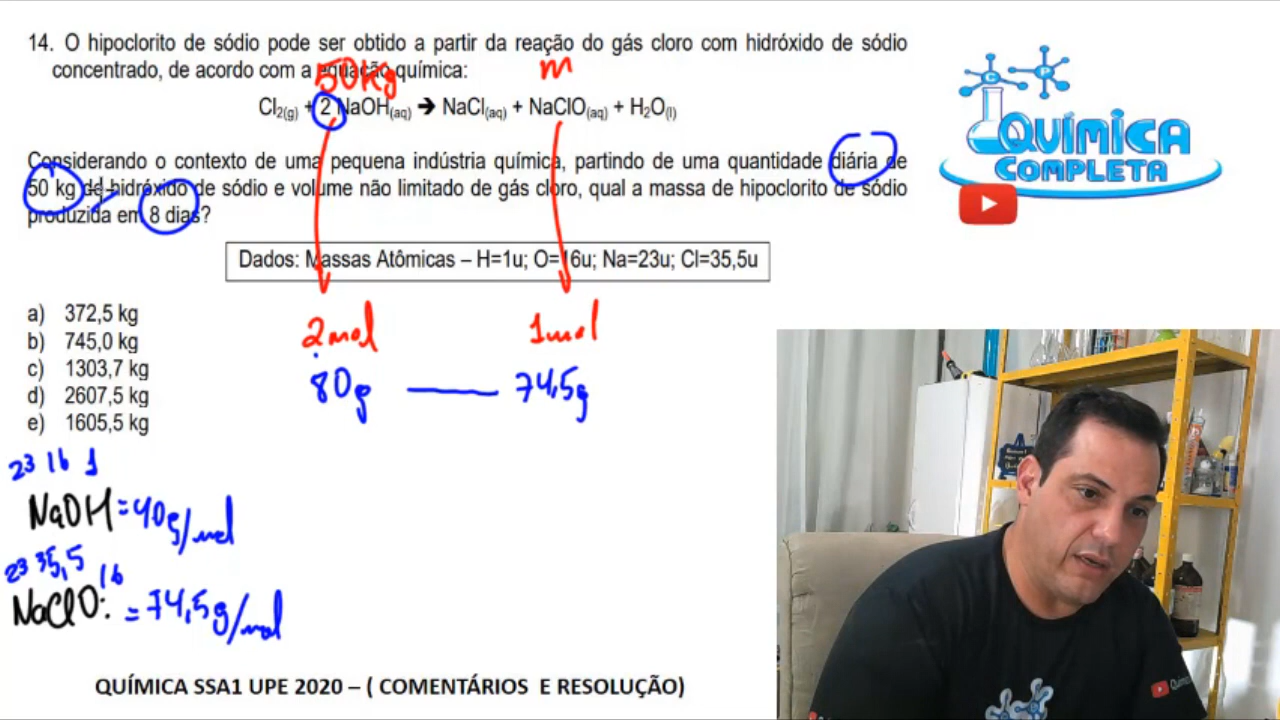 14. O hipoclorito de sódio pode ser obtido a partir da reação do gás cloro com hidróxido de sódio
concentrado, de acordo com a equação química:
50Kg
m
Cl2(g) + 2 NaOH(aq) → NaCl(aq) + NaClO(aq) + H2O(l)
Considerando o contexto de uma pequena indústria química, partindo de uma quantidade diária de
50 kg de hidróxido de sódio e volume não limitado de gás cloro, qual a massa de hipoclorito de sódio
produzida em 8 dias?
Dados: Massas Atômicas – H=1u; O=16u; Na=23u; Cl=35,5u
a) 372,5 kg
b) 745,0 kg
c) 1303,7 kg
d) 2607,5 kg
e) 1605,5 kg
2mol 1mol
80g 74,5g
23 16 1
NaOH = 40g/mol
23 35,5 16
NaClO: = 74,5g/mol
QUÍMICA SSA1 UPE 2020 – ( COMENTÁRIOS E RESOLUÇÃO)
C P
QUÍMICA
COMPLETA